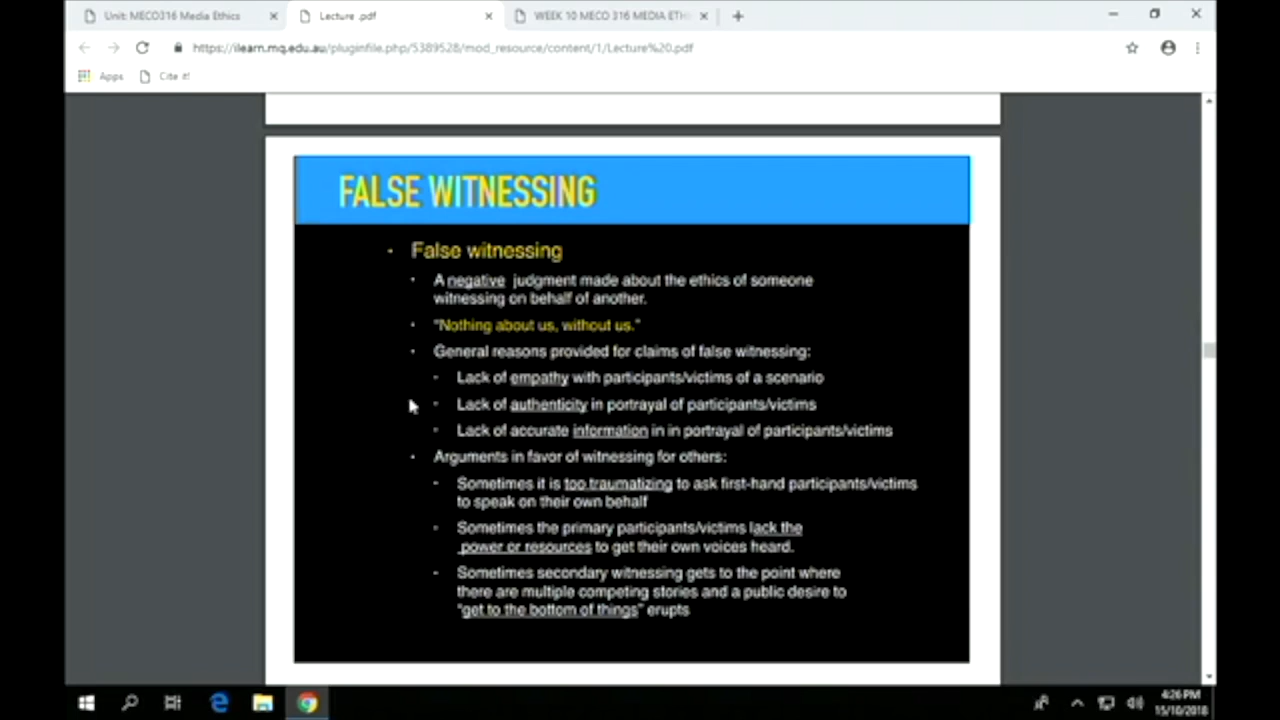 Unit: MECO316 Media Ethics
Lecture .pdf
WEEK 10 MECO 316 MEDIA ETH
https://ilearn.mq.edu.au/pluginfile.php/5389528/mod_resource/content/1/Lecture%20.pdf
Apps
Cite it!
FALSE WITNESSING
· False witnessing
· A negative judgment made about the ethics of someone
witnessing on behalf of another.
· "Nothing about us, without us."
· General reasons provided for claims of false witnessing:
· Lack of empathy with participants/victims of a scenario
· Lack of authenticity in portrayal of participants/victims
· Lack of accurate information in in portrayal of participants/victims
· Arguments in favor of witnessing for others:
· Sometimes it is too traumatizing to ask first-hand participants/victims
to speak on their own behalf
· Sometimes the primary participants/victims lack the
power or resources to get their own voices heard.
· Sometimes secondary witnessing gets to the point where
there are multiple competing stories and a public desire to
"get to the bottom of things" erupts
4:26 PM
15/10/2018